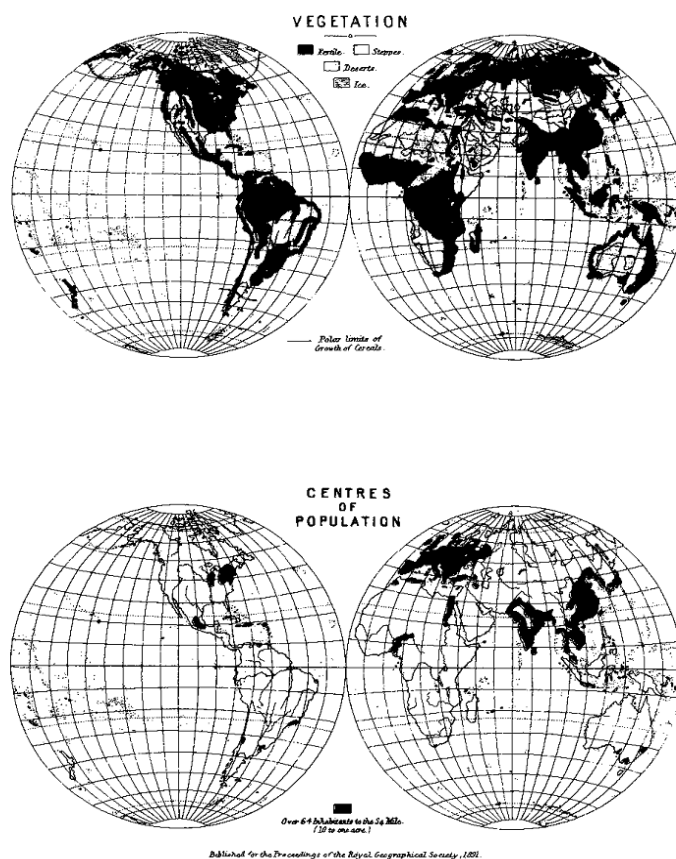 VEGETATION
Fertile. Steppes.
Deserts.
Ice.
Polar limits of
Growth of Cereals.
CENTRES
OF
POPULATION
Over 64 Inhabitants to the Sq. Mile.
(10 to one acre.)
Published for the Proceedings of the Royal Geographical Society, 1891.